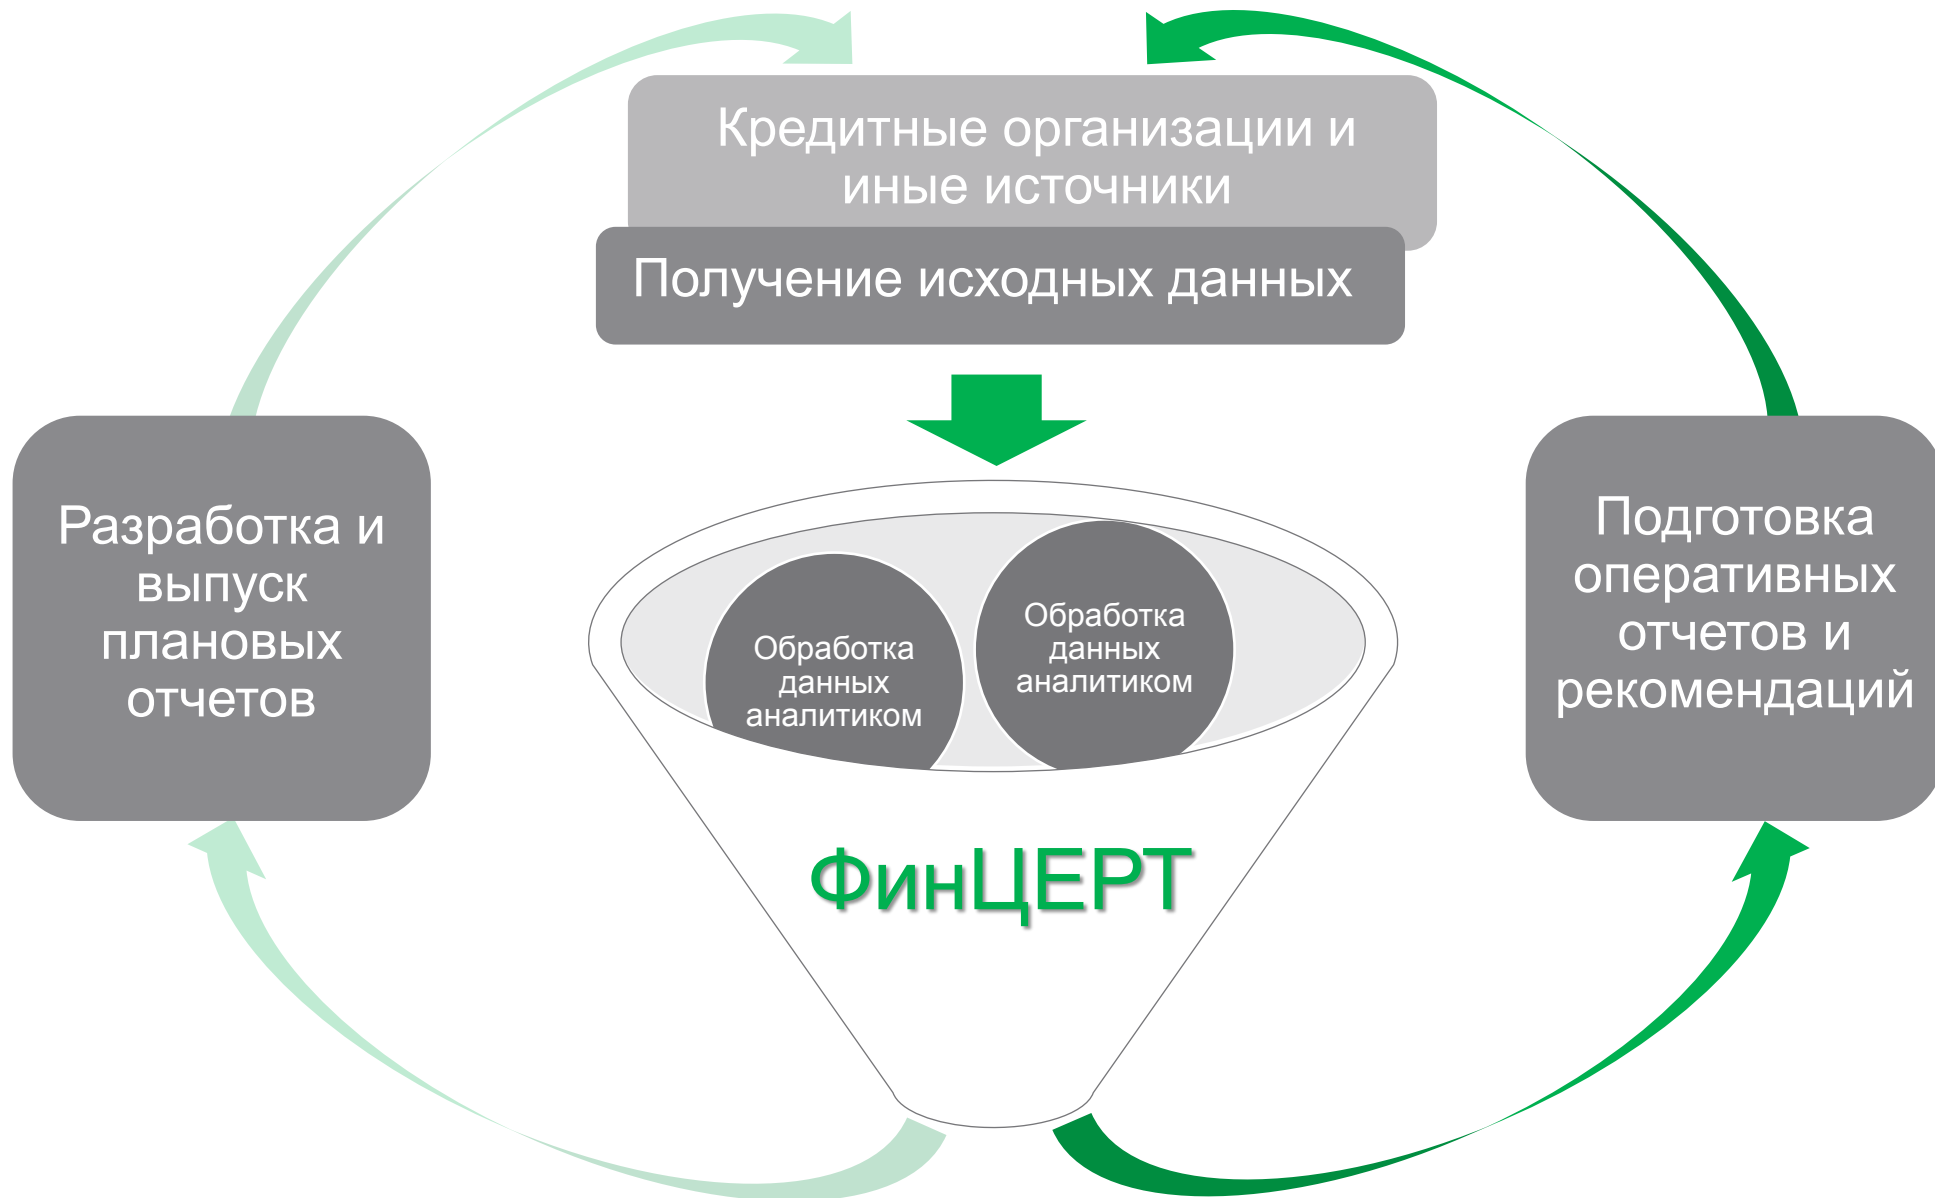 Кредитные организации и
иные источники
Получение исходных данных
Разработка и
выпуск
плановых
отчетов
Обработка
данных
аналитиком
Обработка
данных
аналитиком
Подготовка
оперативных
отчетов и
рекомендаций
ФинЦЕРТ